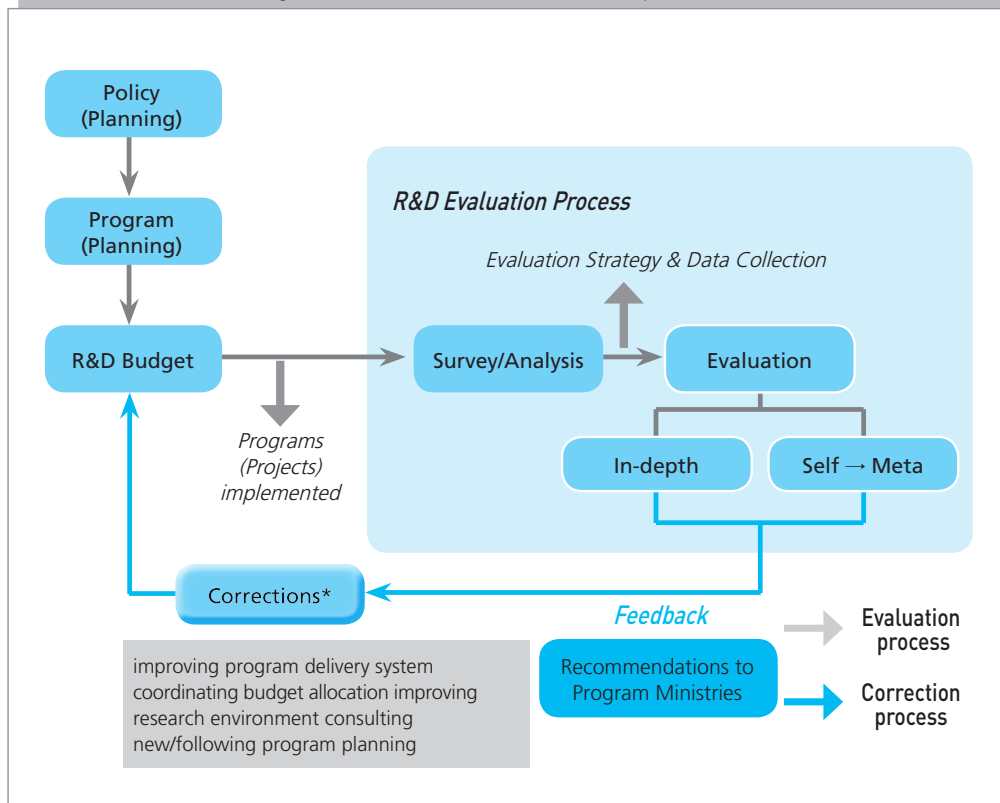 Policy
(Planning)
Program
(Planning)
R&D Budget
Programs
(Projects)
implemented
R&D Evaluation Process
Evaluation Strategy & Data Collection
Survey/Analysis
Evaluation
In-depth
Self → Meta
Corrections*
Feedback
Recommendations to
Program Ministries
improving program delivery system
coordinating budget allocation improving
research environment consulting
new/following program planning
Evaluation
process
Correction
process